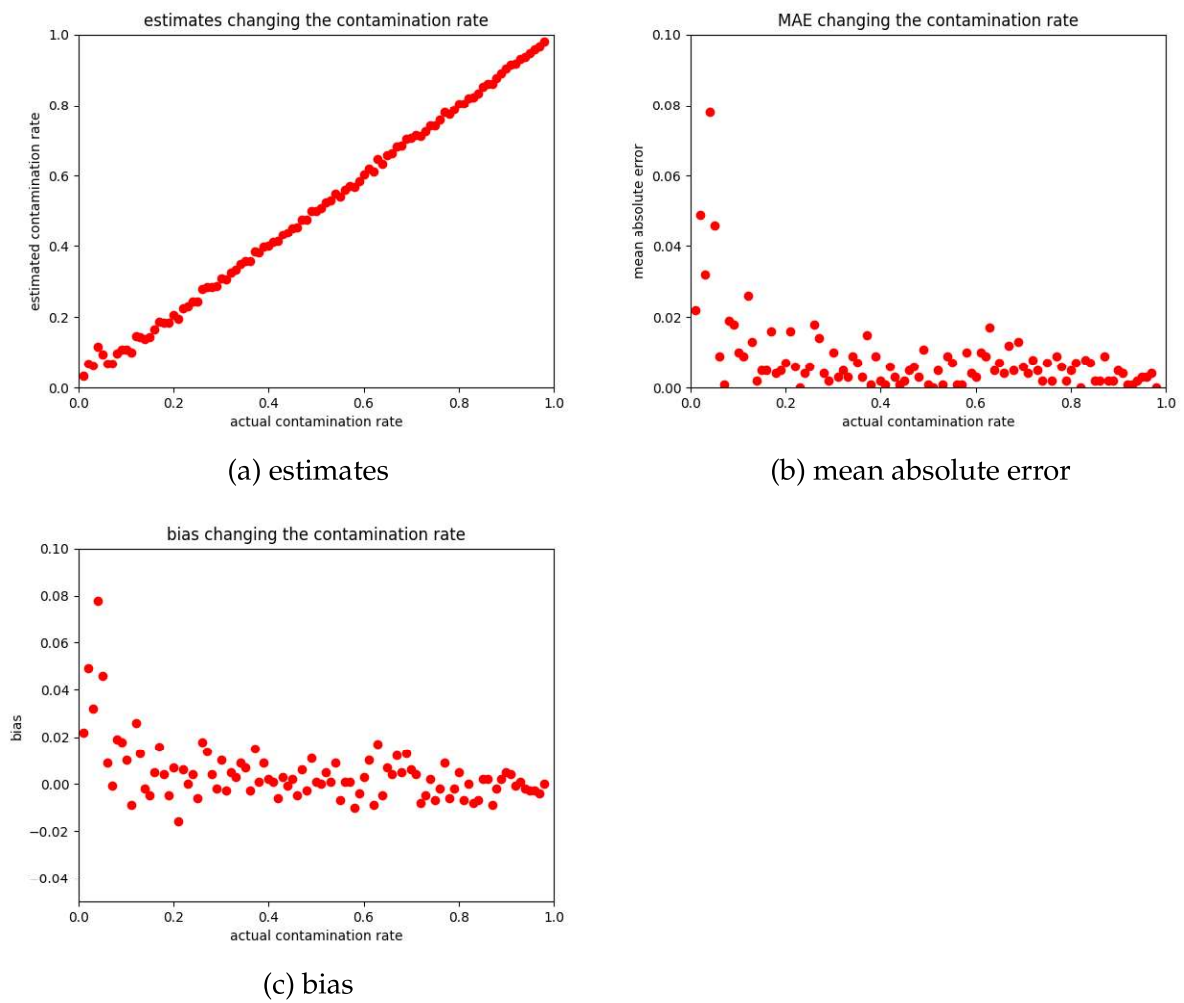 estimates changing the contamination rate
1.0
0.8
0.6
0.4
0.2
0.0
estimated contamination rate
0.0 0.2 0.4 0.6 0.8 1.0
actual contamination rate
(a) estimates
MAE changing the contamination rate
0.10
0.08
0.06
0.04
0.02
0.00
mean absolute error
0.0 0.2 0.4 0.6 0.8 1.0
actual contamination rate
(b) mean absolute error
bias changing the contamination rate
0.10
0.08
0.06
0.04
0.02
0.00
−0.02
−0.04
bias
0.0 0.2 0.4 0.6 0.8 1.0
actual contamination rate
(c) bias